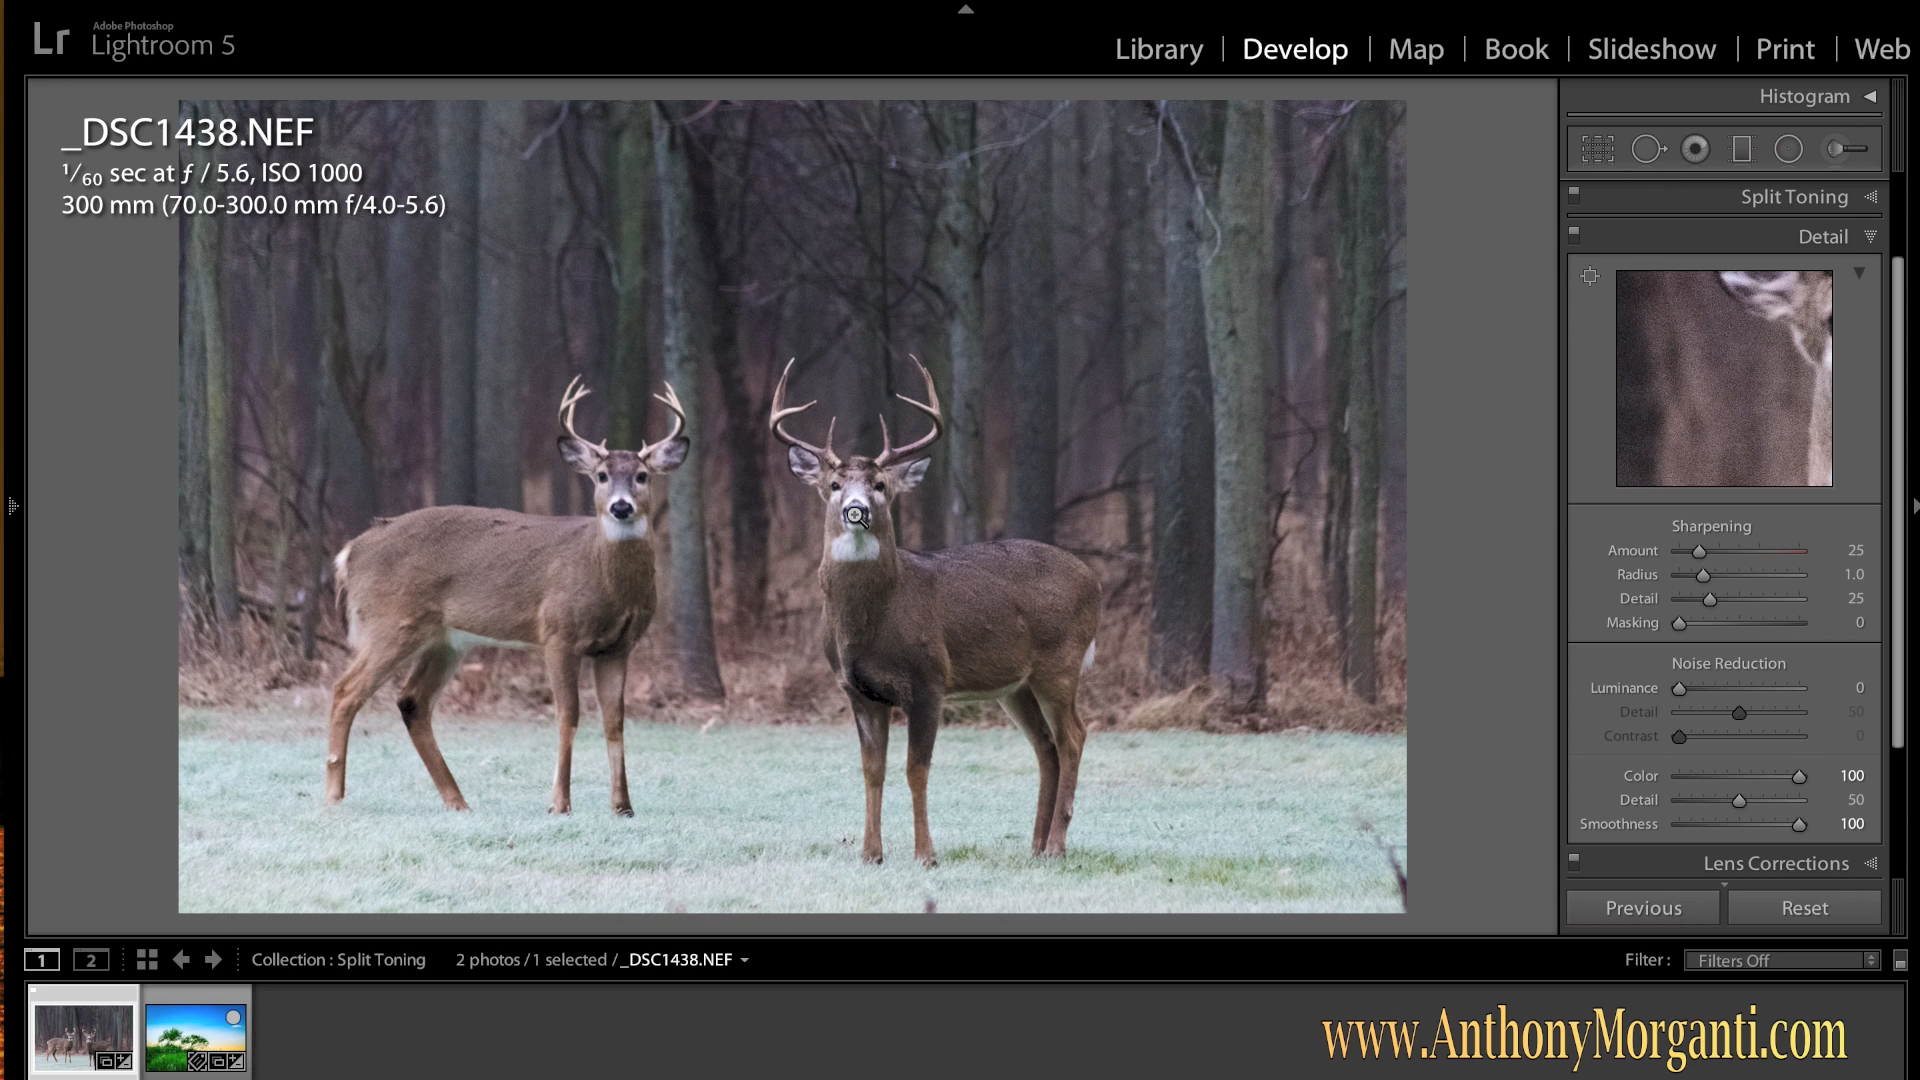 Lr
Adobe Photoshop
Lightroom 5
Library | Develop | Map | Book | Slideshow | Print | Web
_DSC1438.NEF
1/60 sec at ƒ / 5.6, ISO 1000
300 mm (70.0-300.0 mm f/4.0-5.6)
Histogram
Split Toning
Detail
Sharpening
Amount 25
Radius 1.0
Detail 25
Masking 0
Noise Reduction
Luminance 0
Detail 50
Contrast 0
Color 100
Detail 50
Smoothness 100
Lens Corrections
Previous Reset
1 2 Collection : Split Toning 2 photos / 1 selected / _DSC1438.NEF Filter : Filters Off
www.AnthonyMorganti.com